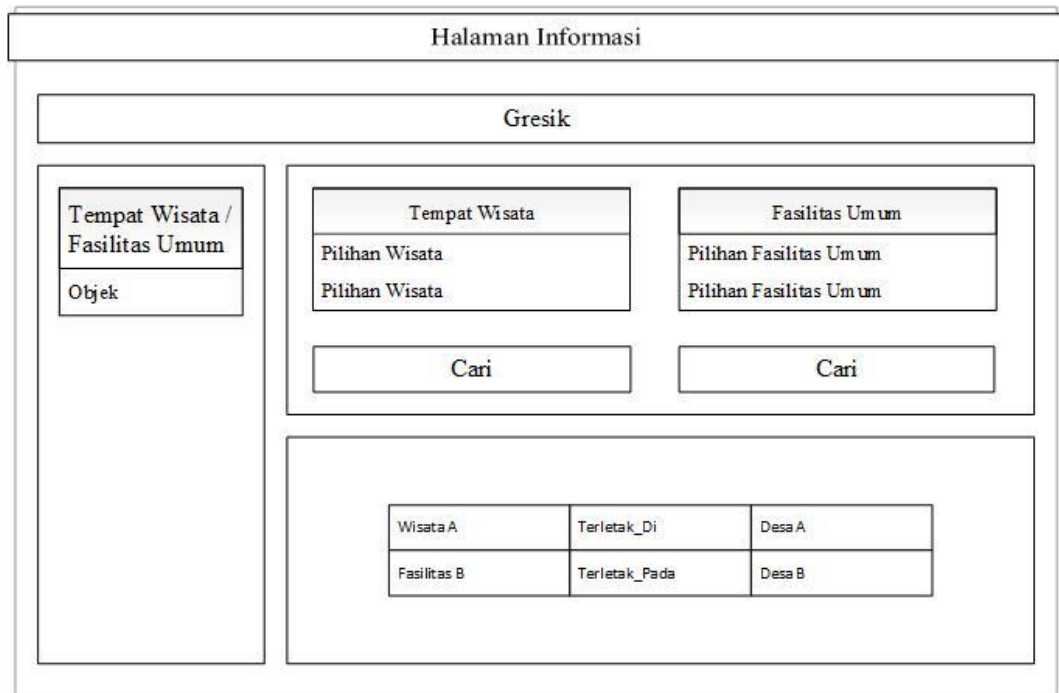 Halaman Informasi
Gresik
Tempat Wisata /
Fasilitas Umum
Objek
Tempat Wisata
Pilihan Wisata
Pilihan Wisata
Cari
Fasilitas Umum
Pilihan Fasilitas Umum
Pilihan Fasilitas Umum
Cari
Wisata A Terletak_Di Desa A
Fasilitas B Terletak_Pada Desa B